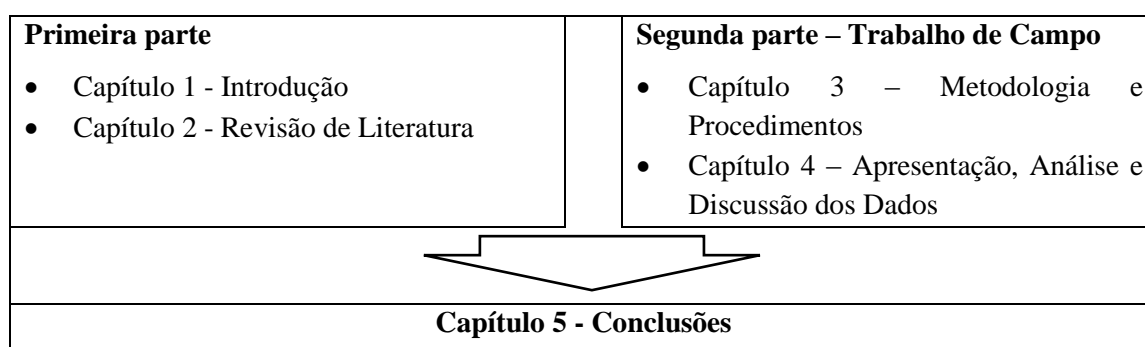 Primeira parte
• Capítulo 1 - Introdução
• Capítulo 2 - Revisão de Literatura
Segunda parte – Trabalho de Campo
• Capítulo 3 – Metodologia e
Procedimentos
• Capítulo 4 – Apresentação, Análise e
Discussão dos Dados
Capítulo 5 - Conclusões